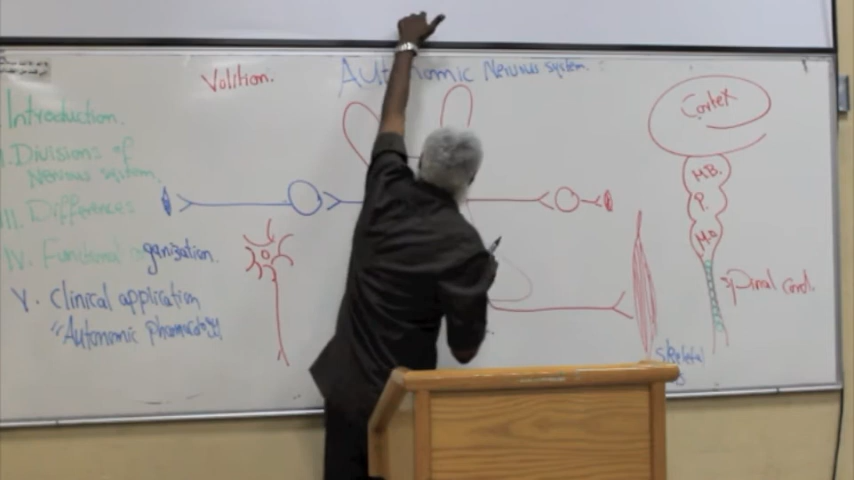 Volition.
Autonomic Nervous system.
Introduction.
II. Divisions of
Nervous system.
III. Differences
IV. Functional organization.
V. Clinical application
"Autonomic pharmacology
Cortex
M.B.
P.
M.O
Spinal cord.
Skeletal